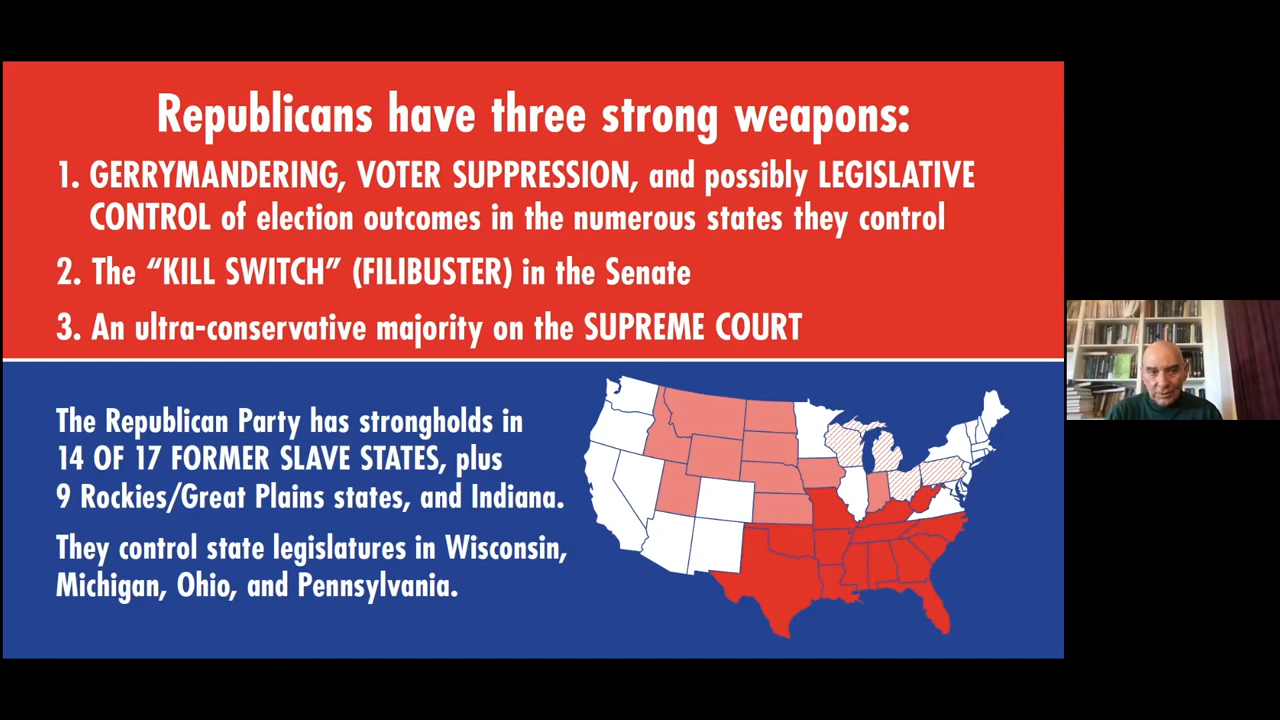 Republicans have three strong weapons:
1. GERRYMANDERING, VOTER SUPPRESSION, and possibly LEGISLATIVE
CONTROL of election outcomes in the numerous states they control
2. The “KILL SWITCH” (FILIBUSTER) in the Senate
3. An ultra-conservative majority on the SUPREME COURT
The Republican Party has strongholds in
14 OF 17 FORMER SLAVE STATES, plus
9 Rockies/Great Plains states, and Indiana.
They control state legislatures in Wisconsin,
Michigan, Ohio, and Pennsylvania.